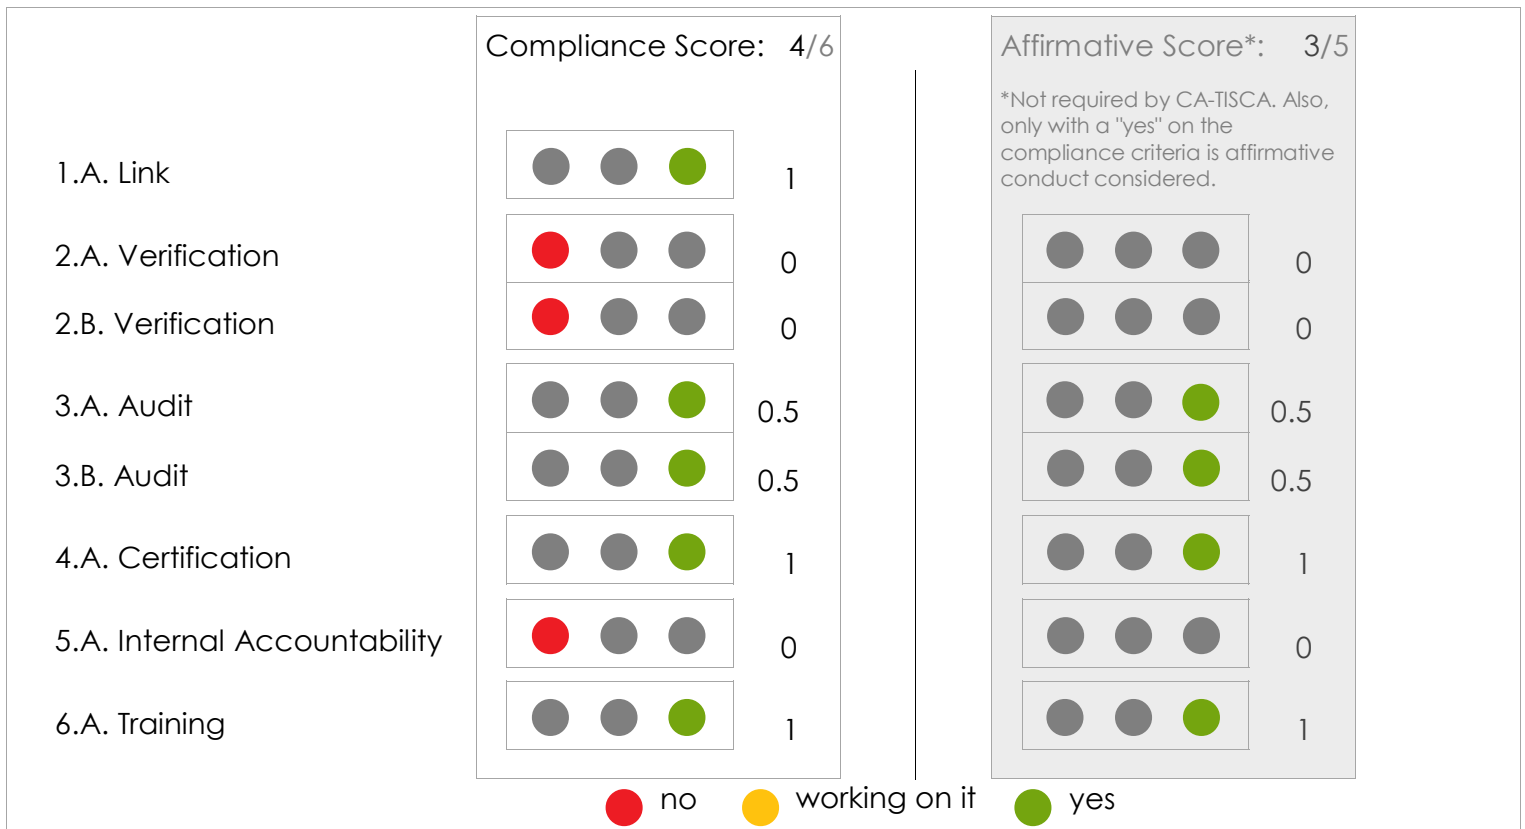 Compliance Score: 4/6
Affirmative Score*: 3/5
*Not required by CA-TISCA. Also,
only with a "yes" on the
compliance criteria is affirmative
conduct considered.
1.A. Link 1
2.A. Verification 0 0
2.B. Verification 0 0
3.A. Audit 0.5 0.5
3.B. Audit 0.5 0.5
4.A. Certification 1 1
5.A. Internal Accountability 0 0
6.A. Training 1 1
no working on it yes